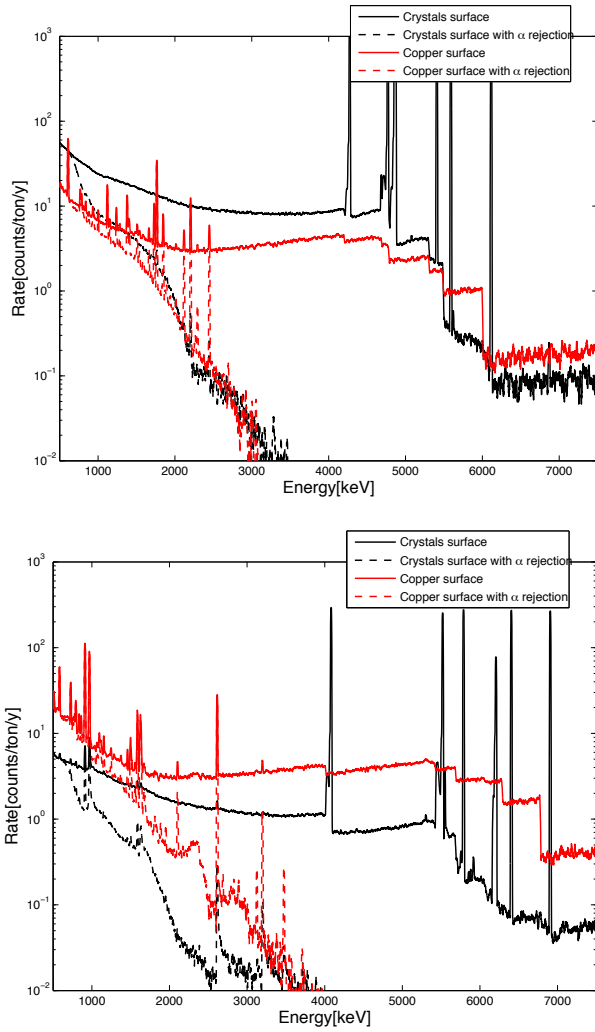 Crystals surface
Crystals surface with α rejection
Copper surface
Copper surface with α rejection
10³
10²
10¹
10⁰
10⁻¹
10⁻²
Rate[counts/ton/y]
1000 2000 3000 4000 5000 6000 7000
Energy[keV]
Crystals surface
Crystals surface with α rejection
Copper surface
Copper surface with α rejection
10³
10²
10¹
10⁰
10⁻¹
10⁻²
Rate[counts/ton/y]
1000 2000 3000 4000 5000 6000 7000
Energy[keV]